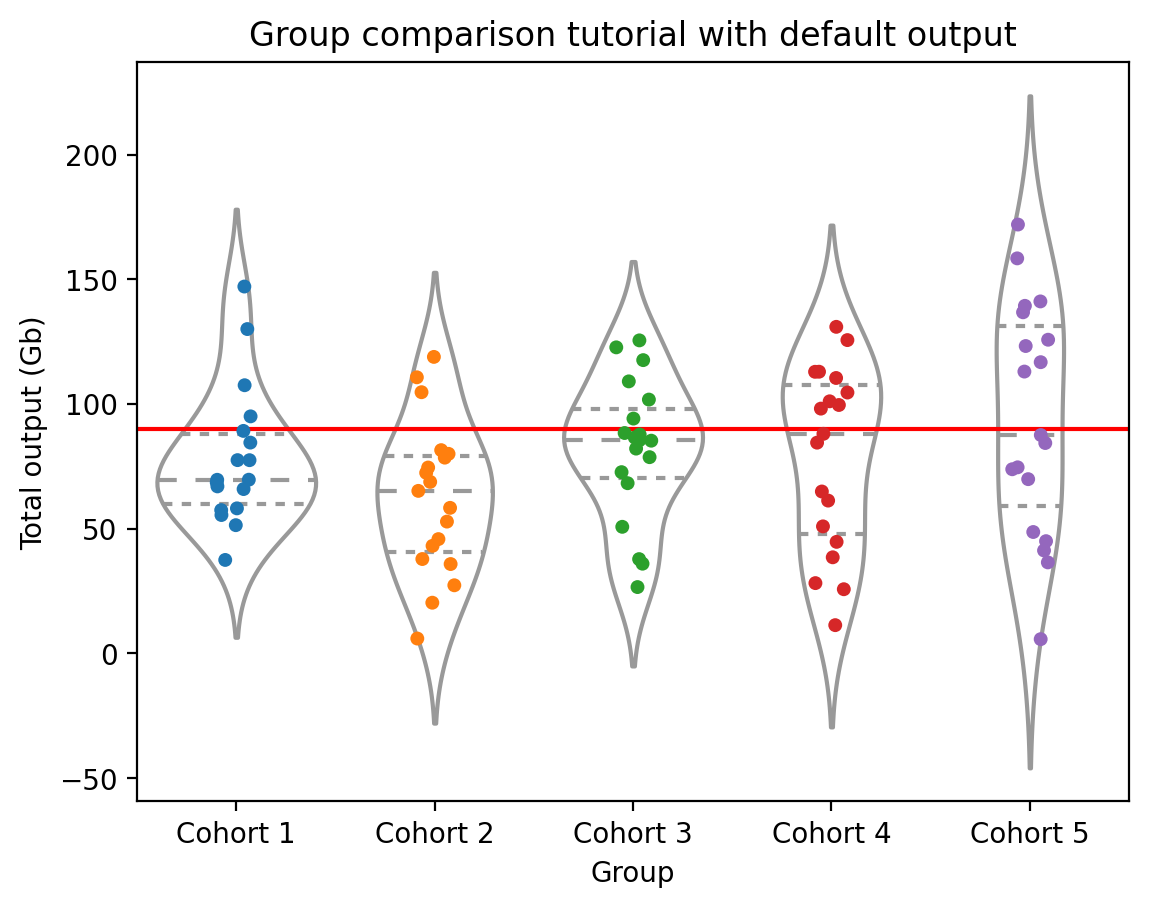 Group comparison tutorial with default output
Total output (Gb)
200
150
100
50
0
−50
Cohort 1
Cohort 2
Cohort 3
Cohort 4
Cohort 5
Group